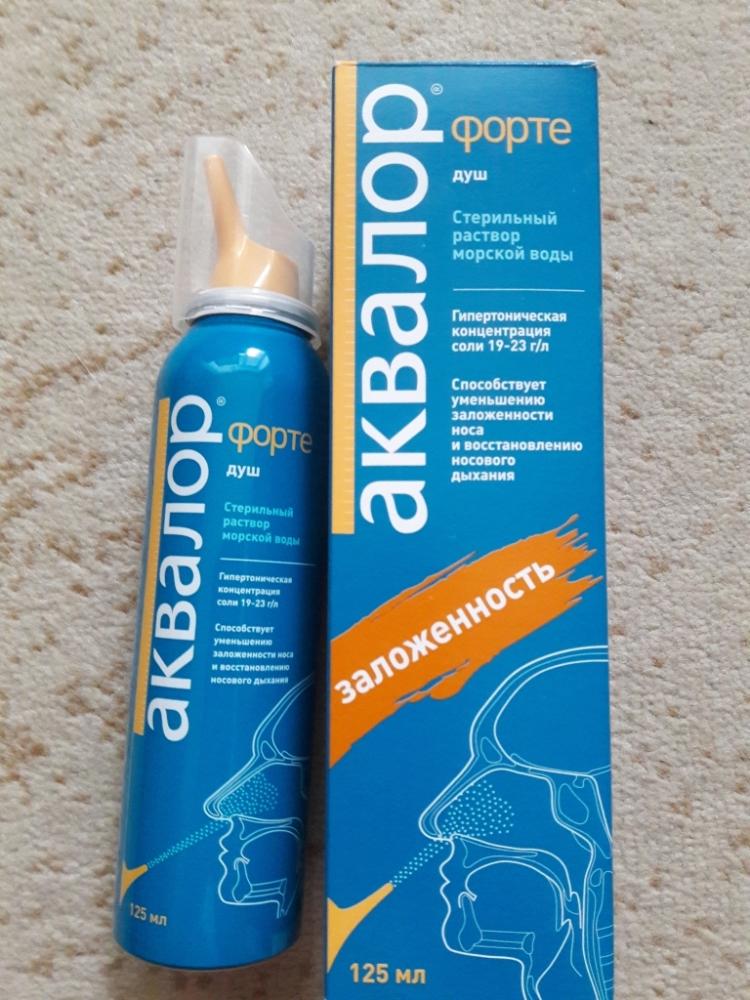 аквалор®
форте
душ
Стерильный
раствор
морской воды
Гипертоническая
концентрация
соли 19-23 г/л
Способствует
уменьшению
заложенности носа
и восстановлению
носового дыхания
125 мл
аквалор®
форте
душ
Стерильный
раствор
морской воды
Гипертоническая
концентрация
соли 19-23 г/л
Способствует
уменьшению
заложенности
носа
и восстановлению
носового
дыхания
заложенность
125 мл